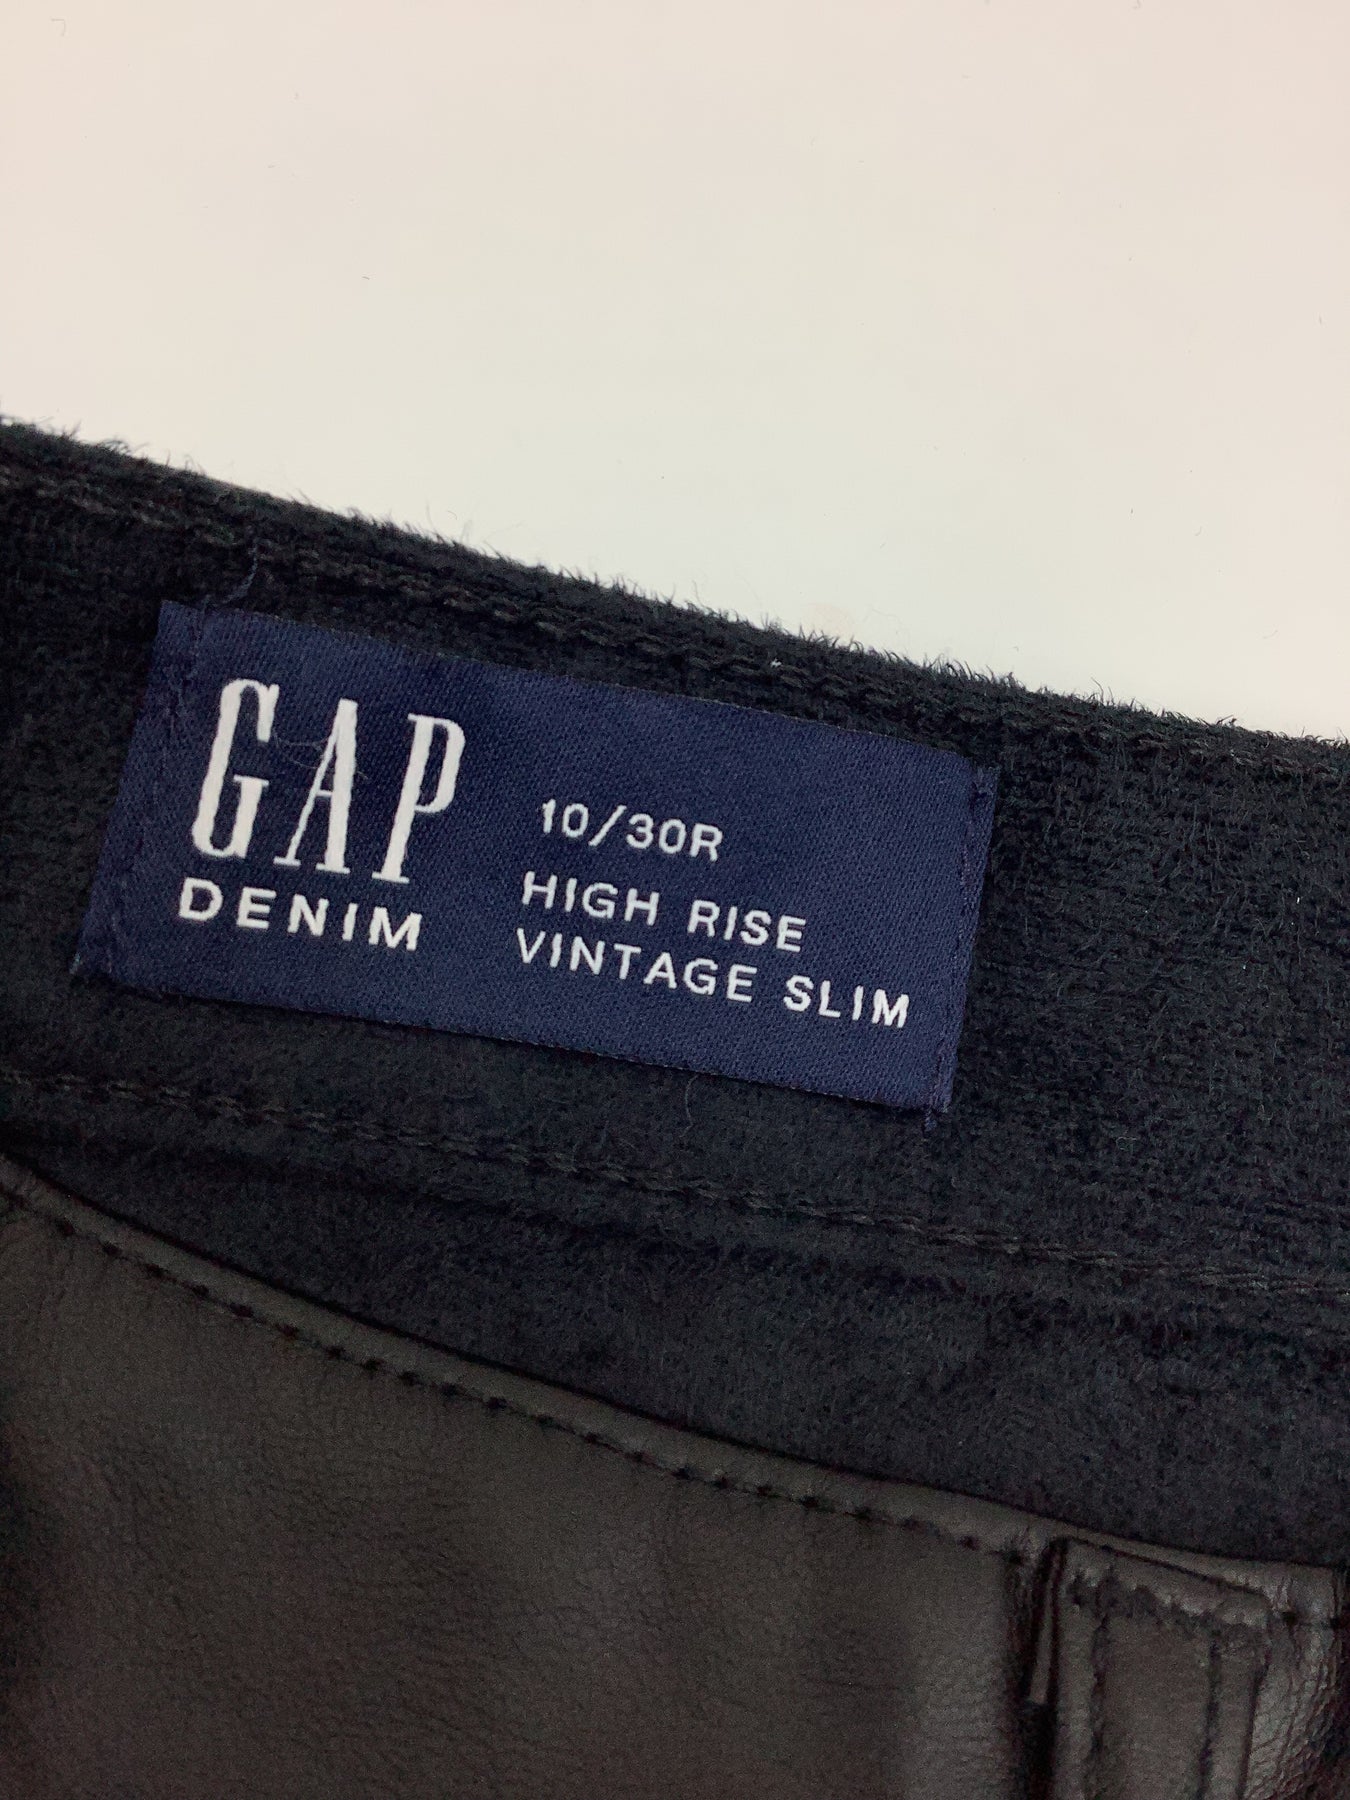 GAP
DENIM
10/30R
HIGH RISE
VINTAGE SLIM